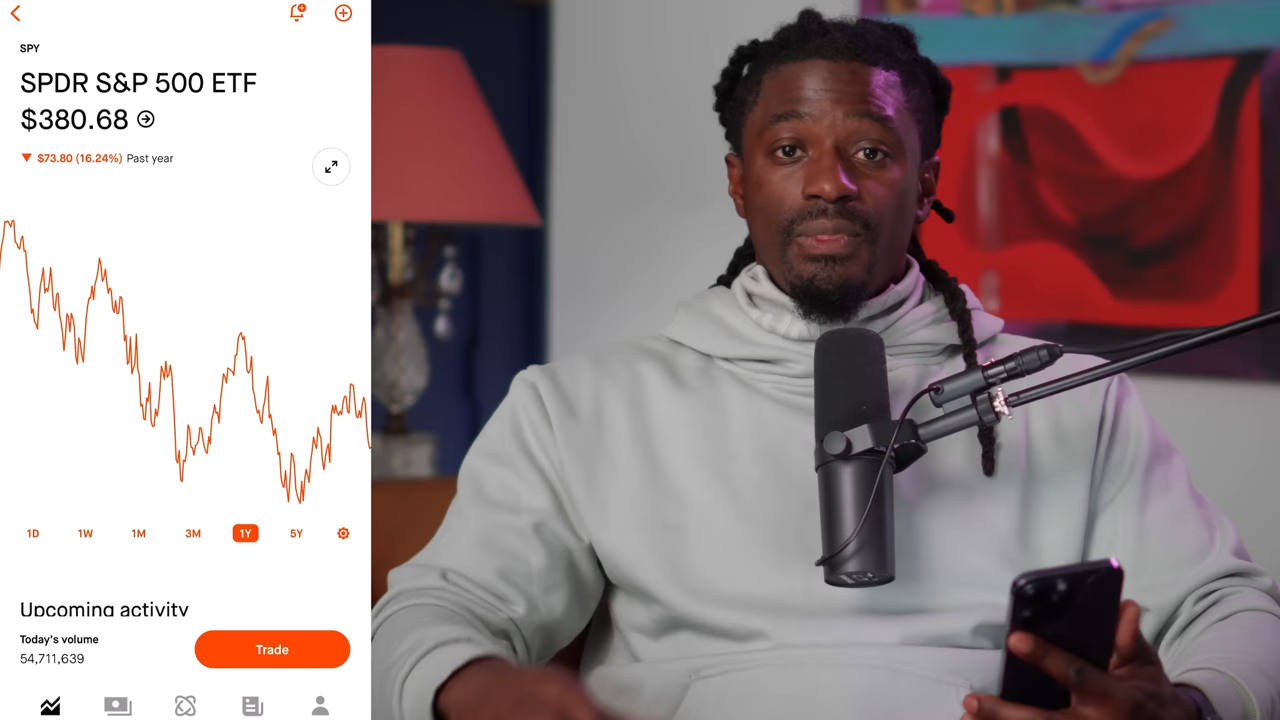 SPY
SPDR S&P 500 ETF
$380.68
▼ $73.80 (16.24%) Past year
1D 1W 1M 3M 1Y 5Y
Upcoming activity
Today's volume
54,711,639
Trade